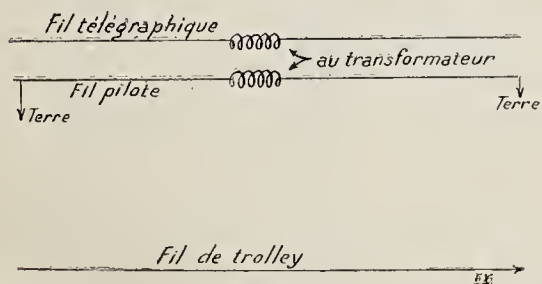 Fil télégraphique
au transformateur
Fil pilote
Terre
Terre
Fil de trolley